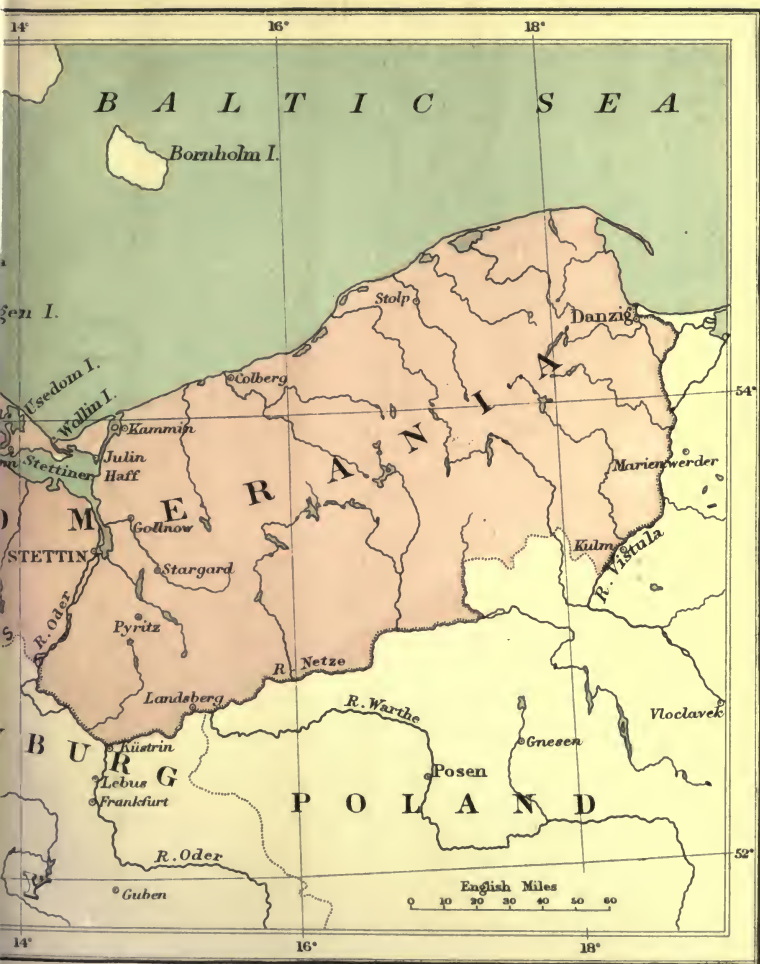 14°
16°
18°
BALTIC SEA
Bornholm I.
gen I.
Stolp
Danzig
Usedom I.
Colberg
54°
Wollin I.
Kammin
Julin
Stettiner Haff
Marienwerder
MERANIA
Gollnow
STETTIN
Kulm
R. Vistula
Stargard
R. Oder
Pyritz
R. Netze
Landsberg
R. Warthe
Vloclavek
BURG
Küstrin
Gnesen
Lebus
Posen
Frankfurt
POLAND
R. Oder
52°
Guben
English Miles
0 10 20 30 40 50 60
14°
16°
18°